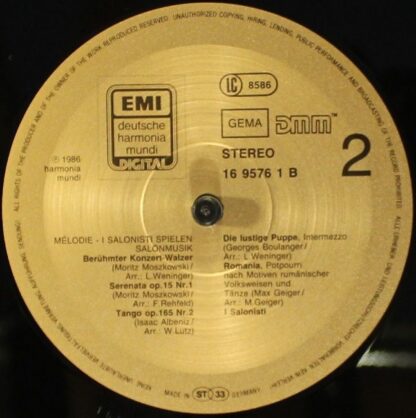 ALL RIGHTS OF THE PRODUCER AND OF THE OWNER OF THE WORK REPRODUCED RESERVED. UNAUTHORIZED COPYING, HIRING, LENDING, PUBLIC PERFORMANCE AND BROADCASTING OF THE RECORD PROHIBITED
EMI
deutsche
harmonia
mundi
DIGITAL
℗ 1986
harmonia
mundi
LC 8586
GEMA DMM™
STEREO
16 9576 1 B
2
MÉLODIE - I SALONISTI SPIELEN
SALONMUSIK
Berühmter Konzert-Walzer
(Moritz Moszkowski/
Arr.: L.Weninger)
Serenata op.15 Nr.1
(Moritz Moszkowski/
Arr.: F Rehfeld)
Tango op.165 Nr.2
(Isaac Albeniz/
Arr.: W Lutz)
Die lustige Puppe, Intermezzo
(Georges Boulanger/
Arr.: L Weninger)
Romania, Potpourri
nach Motiven rumänischer
Volksweisen und
Tänze (Max Geiger/
Arr.: M.Geiger)
I Salonisti
MADE IN ST 33 GERMANY